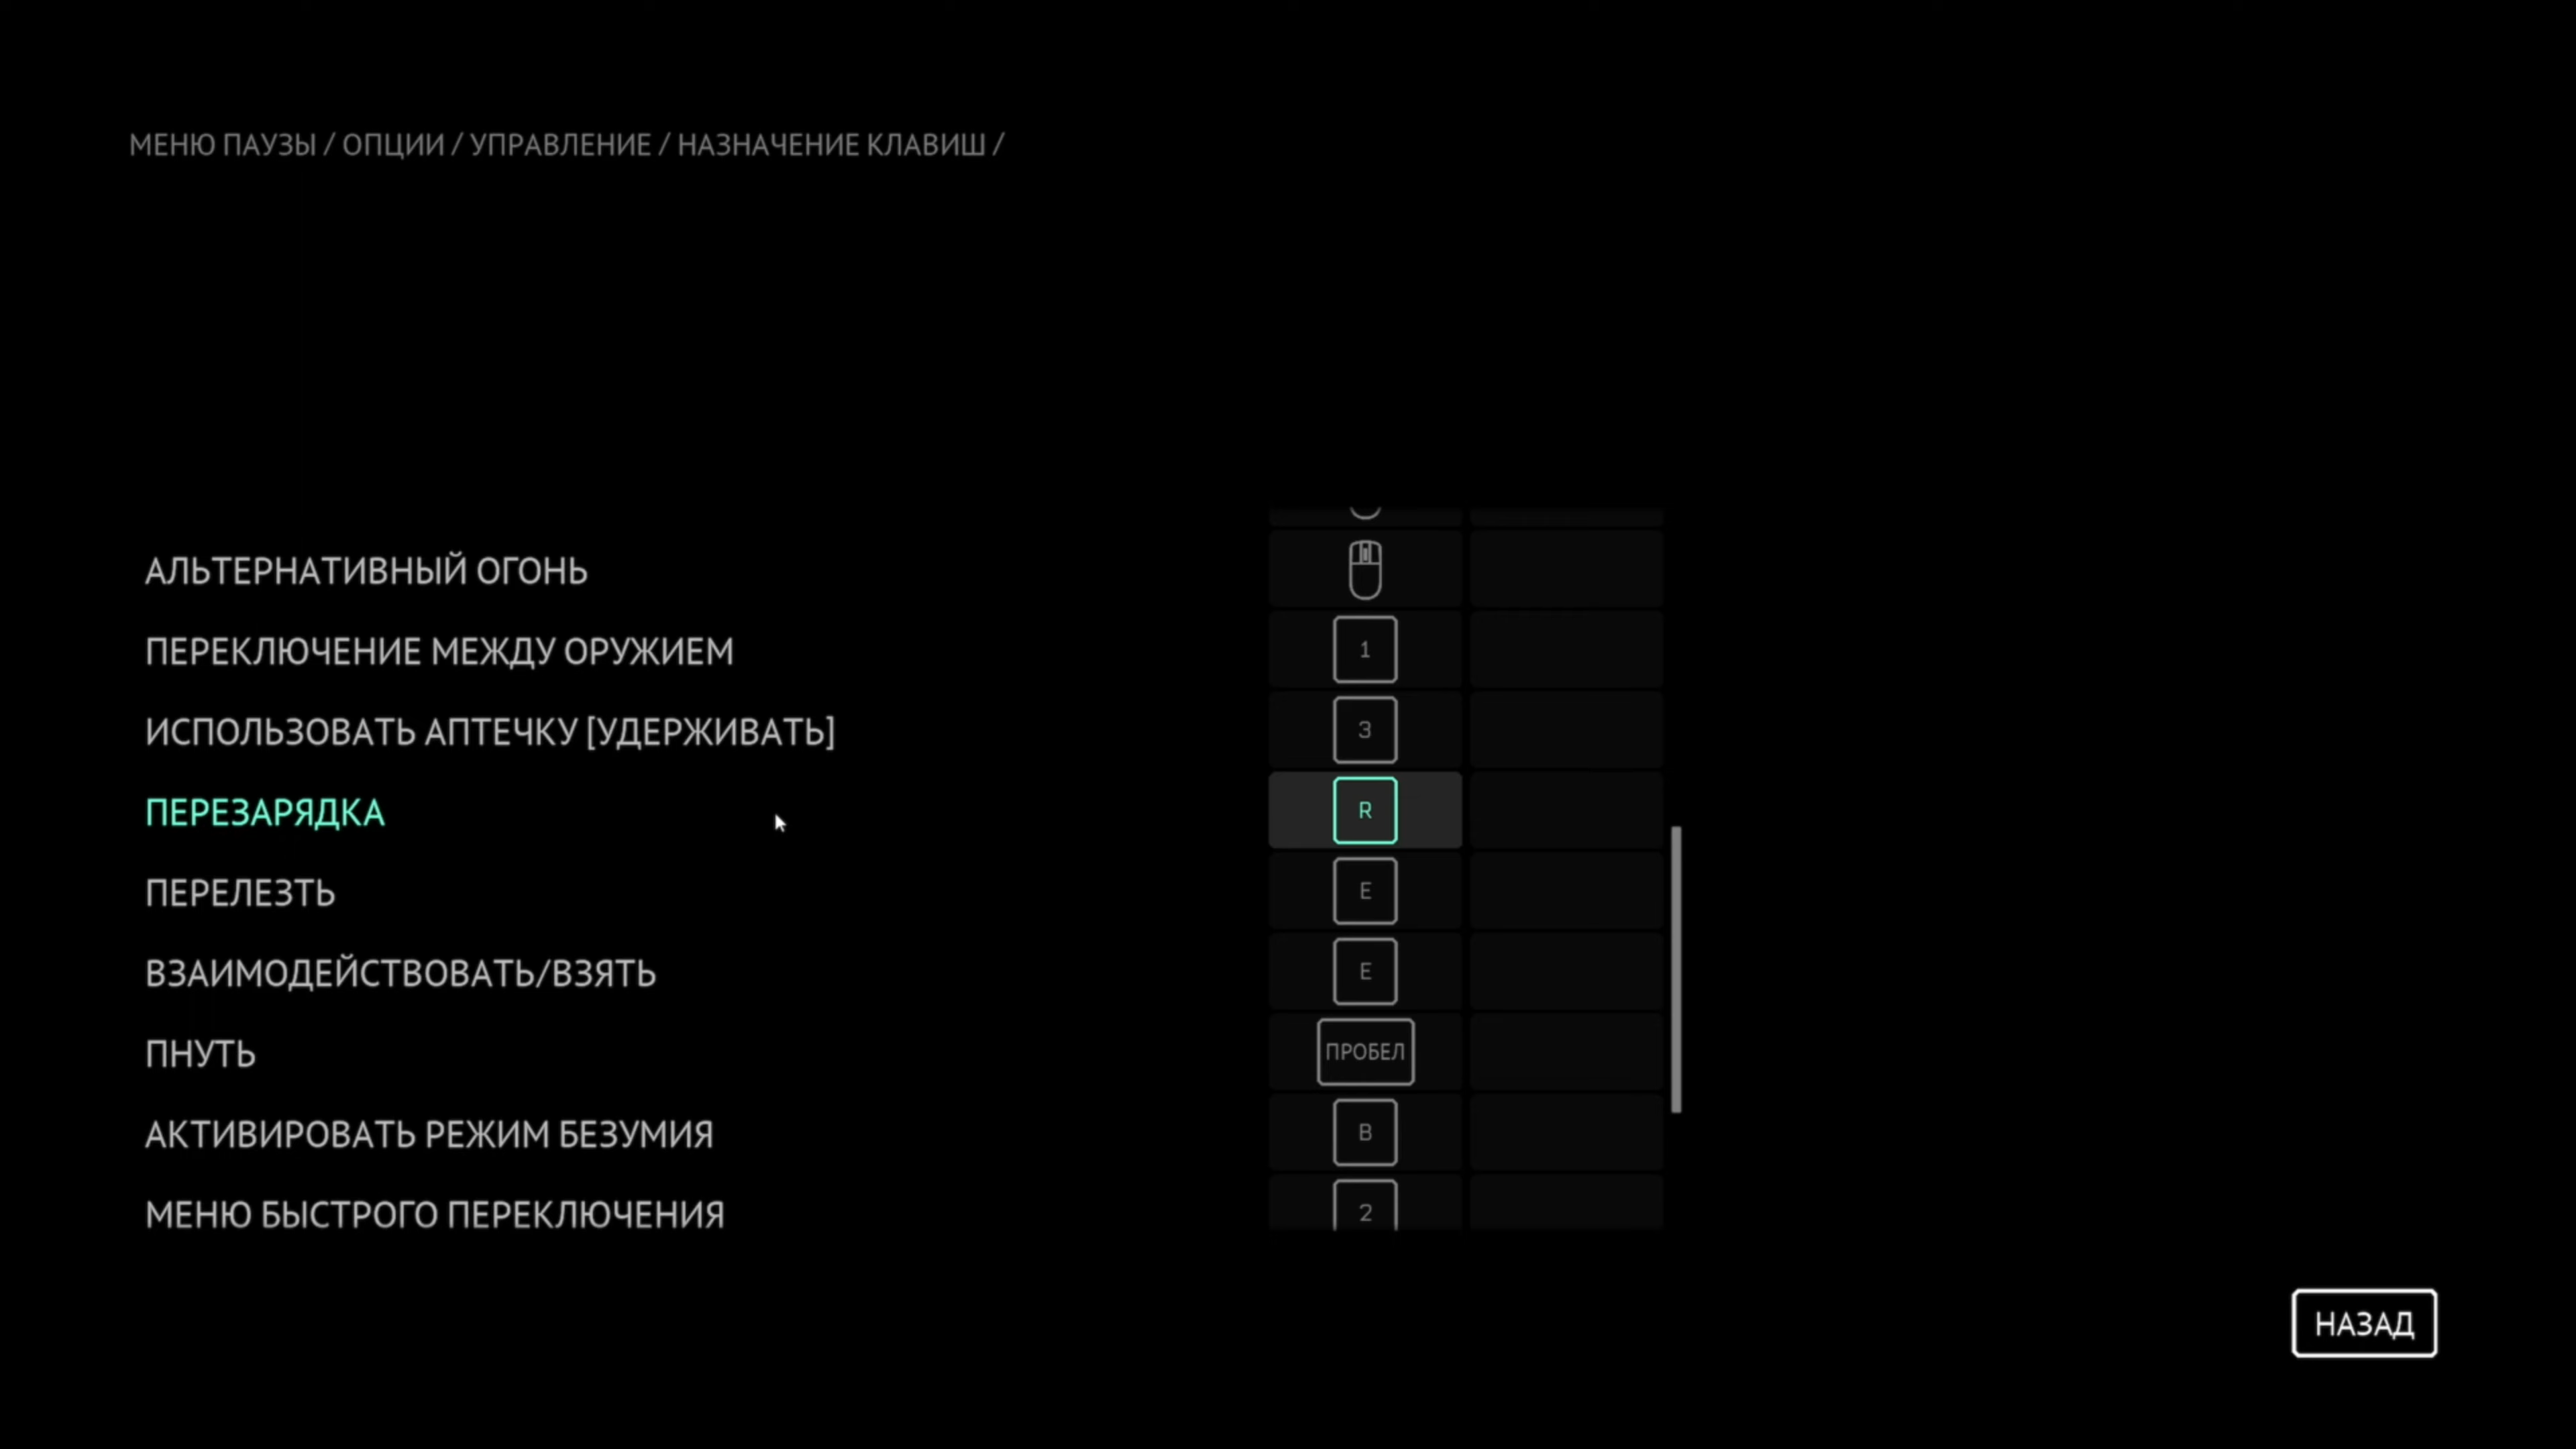 МЕНЮ ПАУЗЫ / ОПЦИИ / УПРАВЛЕНИЕ / НАЗНАЧЕНИЕ КЛАВИШ /
АЛЬТЕРНАТИВНЫЙ ОГОНЬ
ПЕРЕКЛЮЧЕНИЕ МЕЖДУ ОРУЖИЕМ 1
ИСПОЛЬЗОВАТЬ АПТЕЧКУ [УДЕРЖИВАТЬ] 3
ПЕРЕЗАРЯДКА R
ПЕРЕЛЕЗТЬ E
ВЗАИМОДЕЙСТВОВАТЬ/ВЗЯТЬ E
ПНУТЬ ПРОБЕЛ
АКТИВИРОВАТЬ РЕЖИМ БЕЗУМИЯ B
МЕНЮ БЫСТРОГО ПЕРЕКЛЮЧЕНИЯ 2
НАЗАД